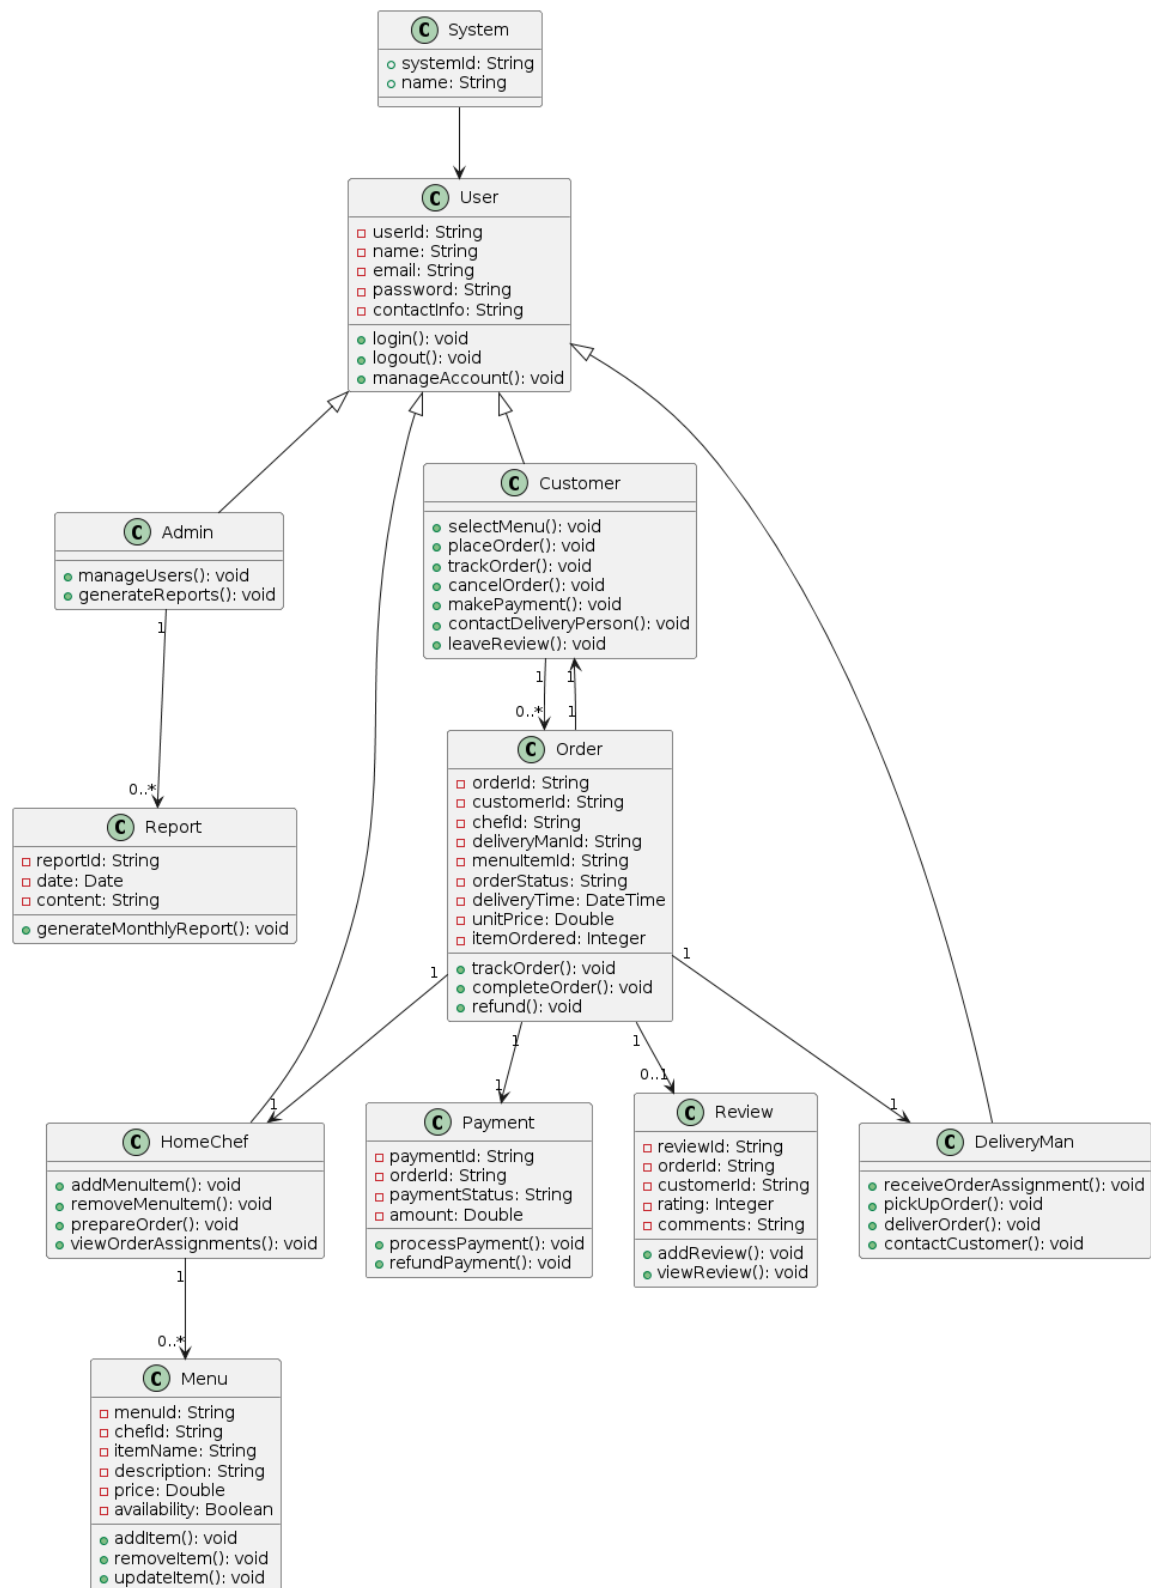 C System
systemId: String
name: String
C User
userId: String
name: String
email: String
password: String
contactInfo: String
login(): void
logout(): void
manageAccount(): void
C Customer
selectMenu(): void
placeOrder(): void
trackOrder(): void
cancelOrder(): void
makePayment(): void
contactDeliveryPerson(): void
leaveReview(): void
C Admin
manageUsers(): void
generateReports(): void
1
0..*
1
0..*
1
1
C Report
reportId: String
date: Date
content: String
generateMonthlyReport(): void
C Order
orderId: String
customerId: String
chefId: String
deliveryManId: String
menuItemId: String
orderStatus: String
deliveryTime: DateTime
unitPrice: Double
itemOrdered: Integer
trackOrder(): void
completeOrder(): void
refund(): void
1
1
1
1
1
1
0..1
1
C HomeChef
addMenuItem(): void
removeMenuItem(): void
prepareOrder(): void
viewOrderAssignments(): void
C Payment
paymentId: String
orderId: String
paymentStatus: String
amount: Double
processPayment(): void
refundPayment(): void
C Review
reviewId: String
orderId: String
customerId: String
rating: Integer
comments: String
addReview(): void
viewReview(): void
C DeliveryMan
receiveOrderAssignment(): void
pickUpOrder(): void
deliverOrder(): void
contactCustomer(): void
1
0..*
C Menu
menuId: String
chefId: String
itemName: String
description: String
price: Double
availability: Boolean
addItem(): void
removeItem(): void
updateItem(): void